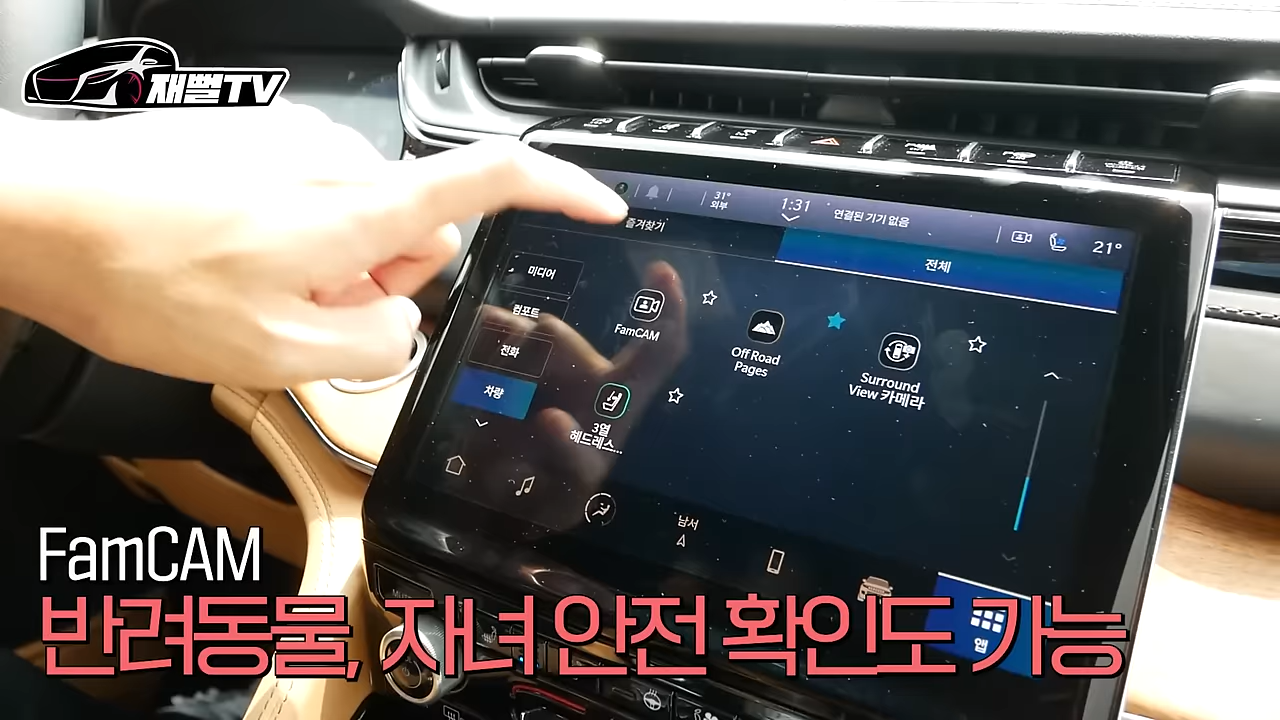 재뻘TV
31°
외부
1:31
연결된 기기 없음
21°
즐겨찾기
전체
미디어
컴포트
전화
차량
FamCAM
Off Road
Pages
Surround
View 카메라
3열
헤드레스...
남서
앱
FamCAM
반려동물, 자녀 안전 확인도 가능